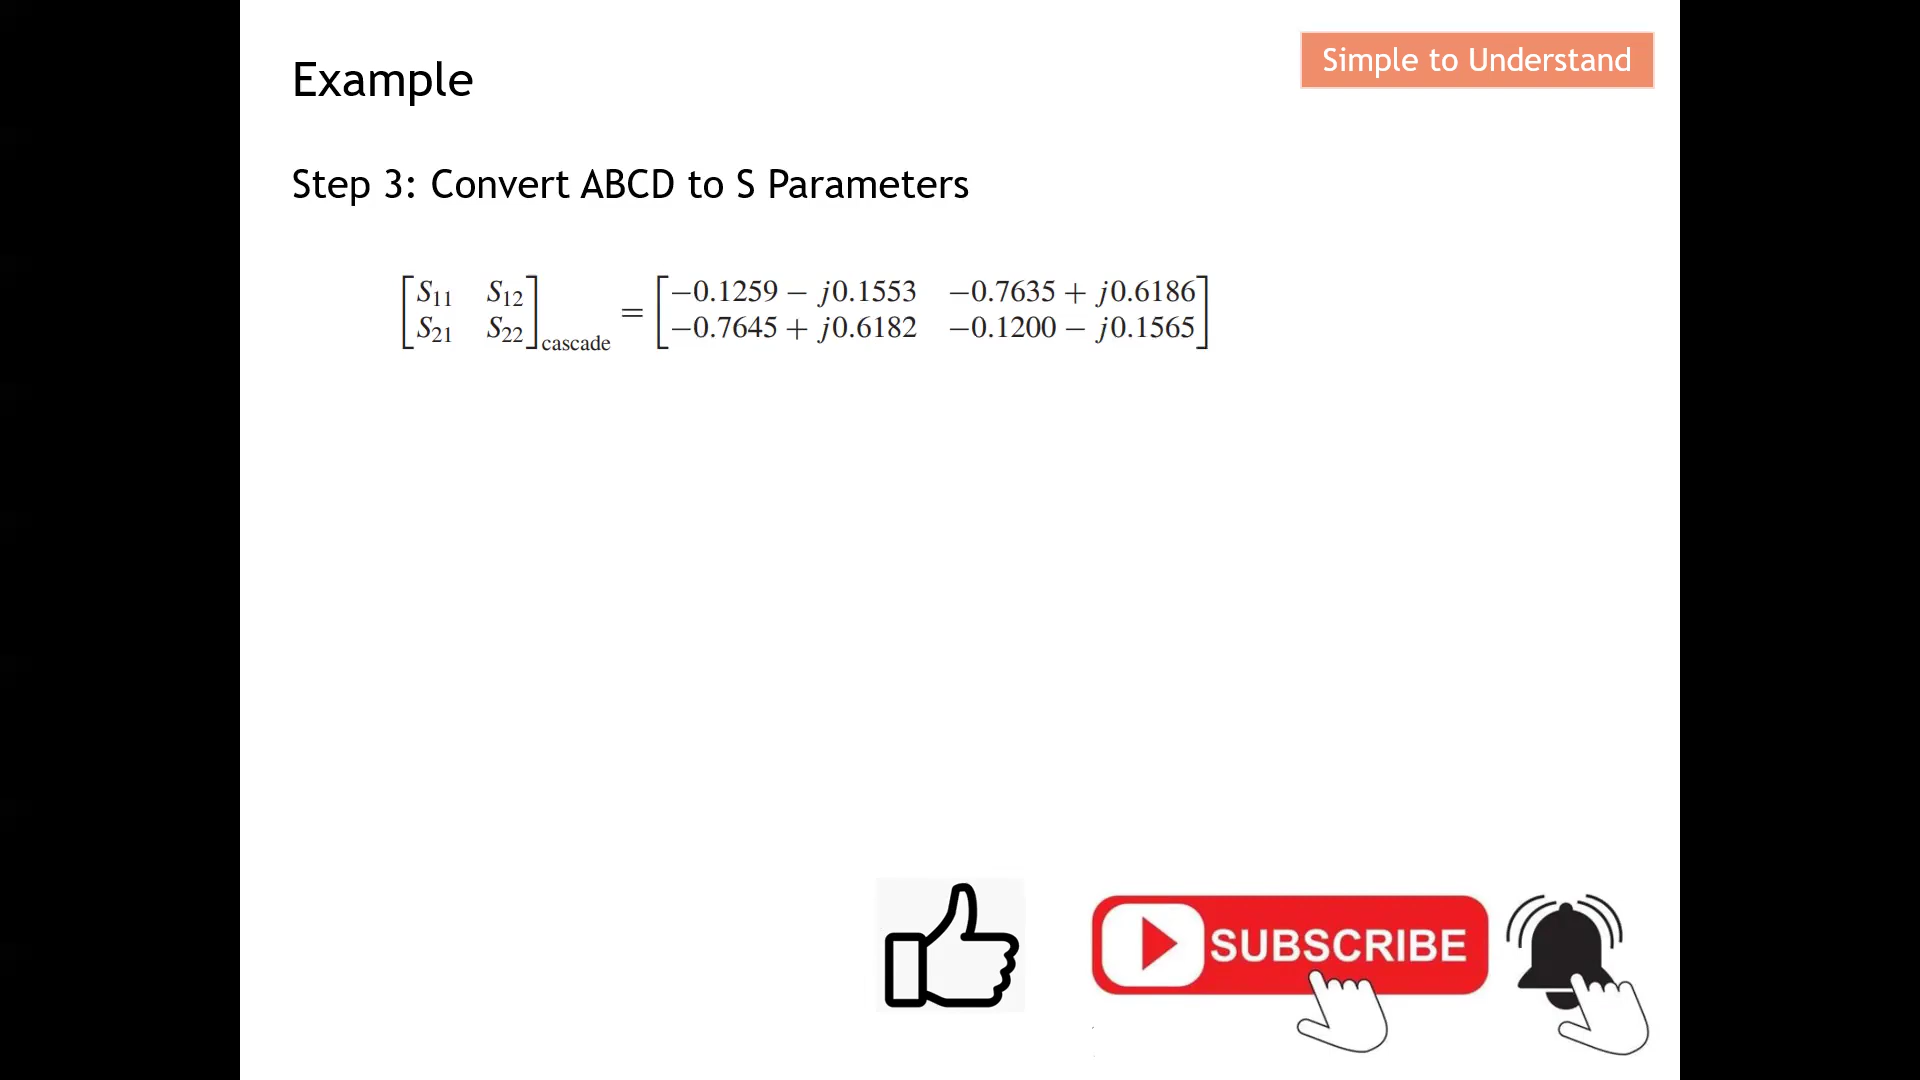 Example
Simple to Understand
Step 3: Convert ABCD to S Parameters
[S11 S12
S21 S22]cascade = [−0.1259 − j0.1553 −0.7635 + j0.6186
−0.7645 + j0.6182 −0.1200 − j0.1565]
SUBSCRIBE